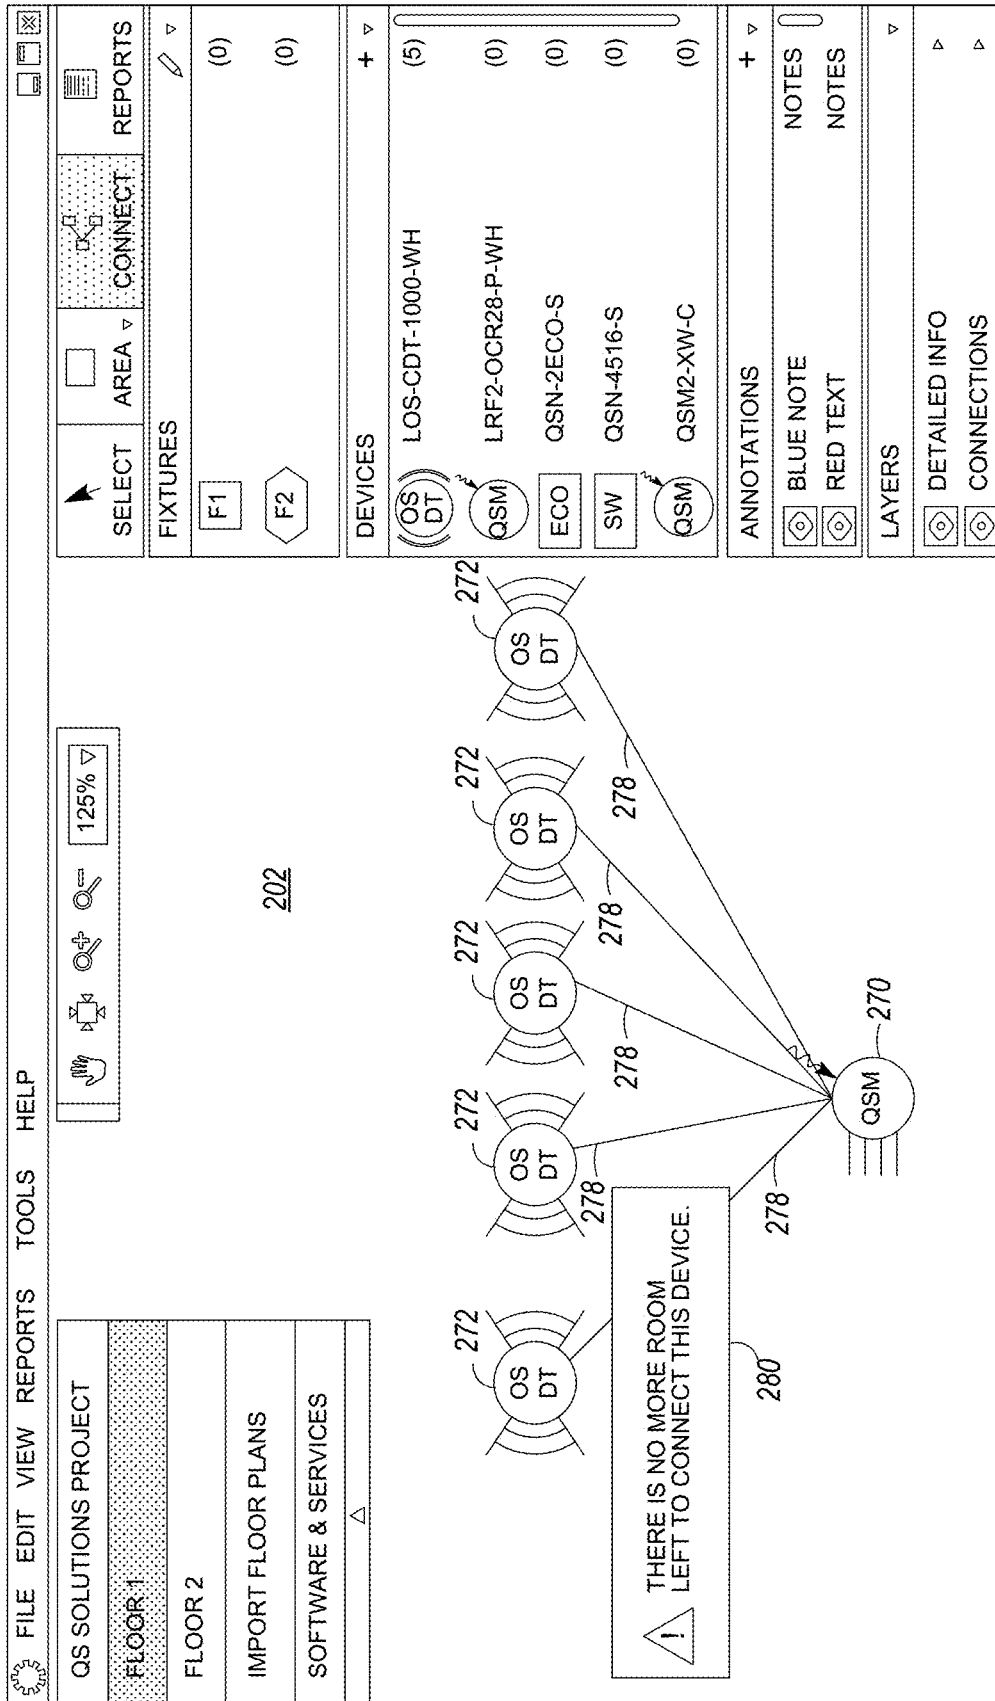 FILE EDIT VIEW REPORTS TOOLS HELP
QS SOLUTIONS PROJECT
FLOOR 1
FLOOR 2
IMPORT FLOOR PLANS
SOFTWARE & SERVICES
125%
202
SELECT
AREA
CONNECT
REPORTS
FIXTURES
F1 (0)
F2 (0)
DEVICES +
OS DT LOS-CDT-1000-WH (5)
QSM LRF2-OCR28-P-WH (0)
ECO QSN-2ECO-S (0)
SW QSN-4516-S (0)
QSM QSM2-XW-C (0)
ANNOTATIONS +
BLUE NOTE NOTES
RED TEXT NOTES
LAYERS
DETAILED INFO
CONNECTIONS
272
272
272
272
272
OS DT
OS DT
OS DT
OS DT
OS DT
278
278
278
278
278
! THERE IS NO MORE ROOM
LEFT TO CONNECT THIS DEVICE.
280
QSM
270